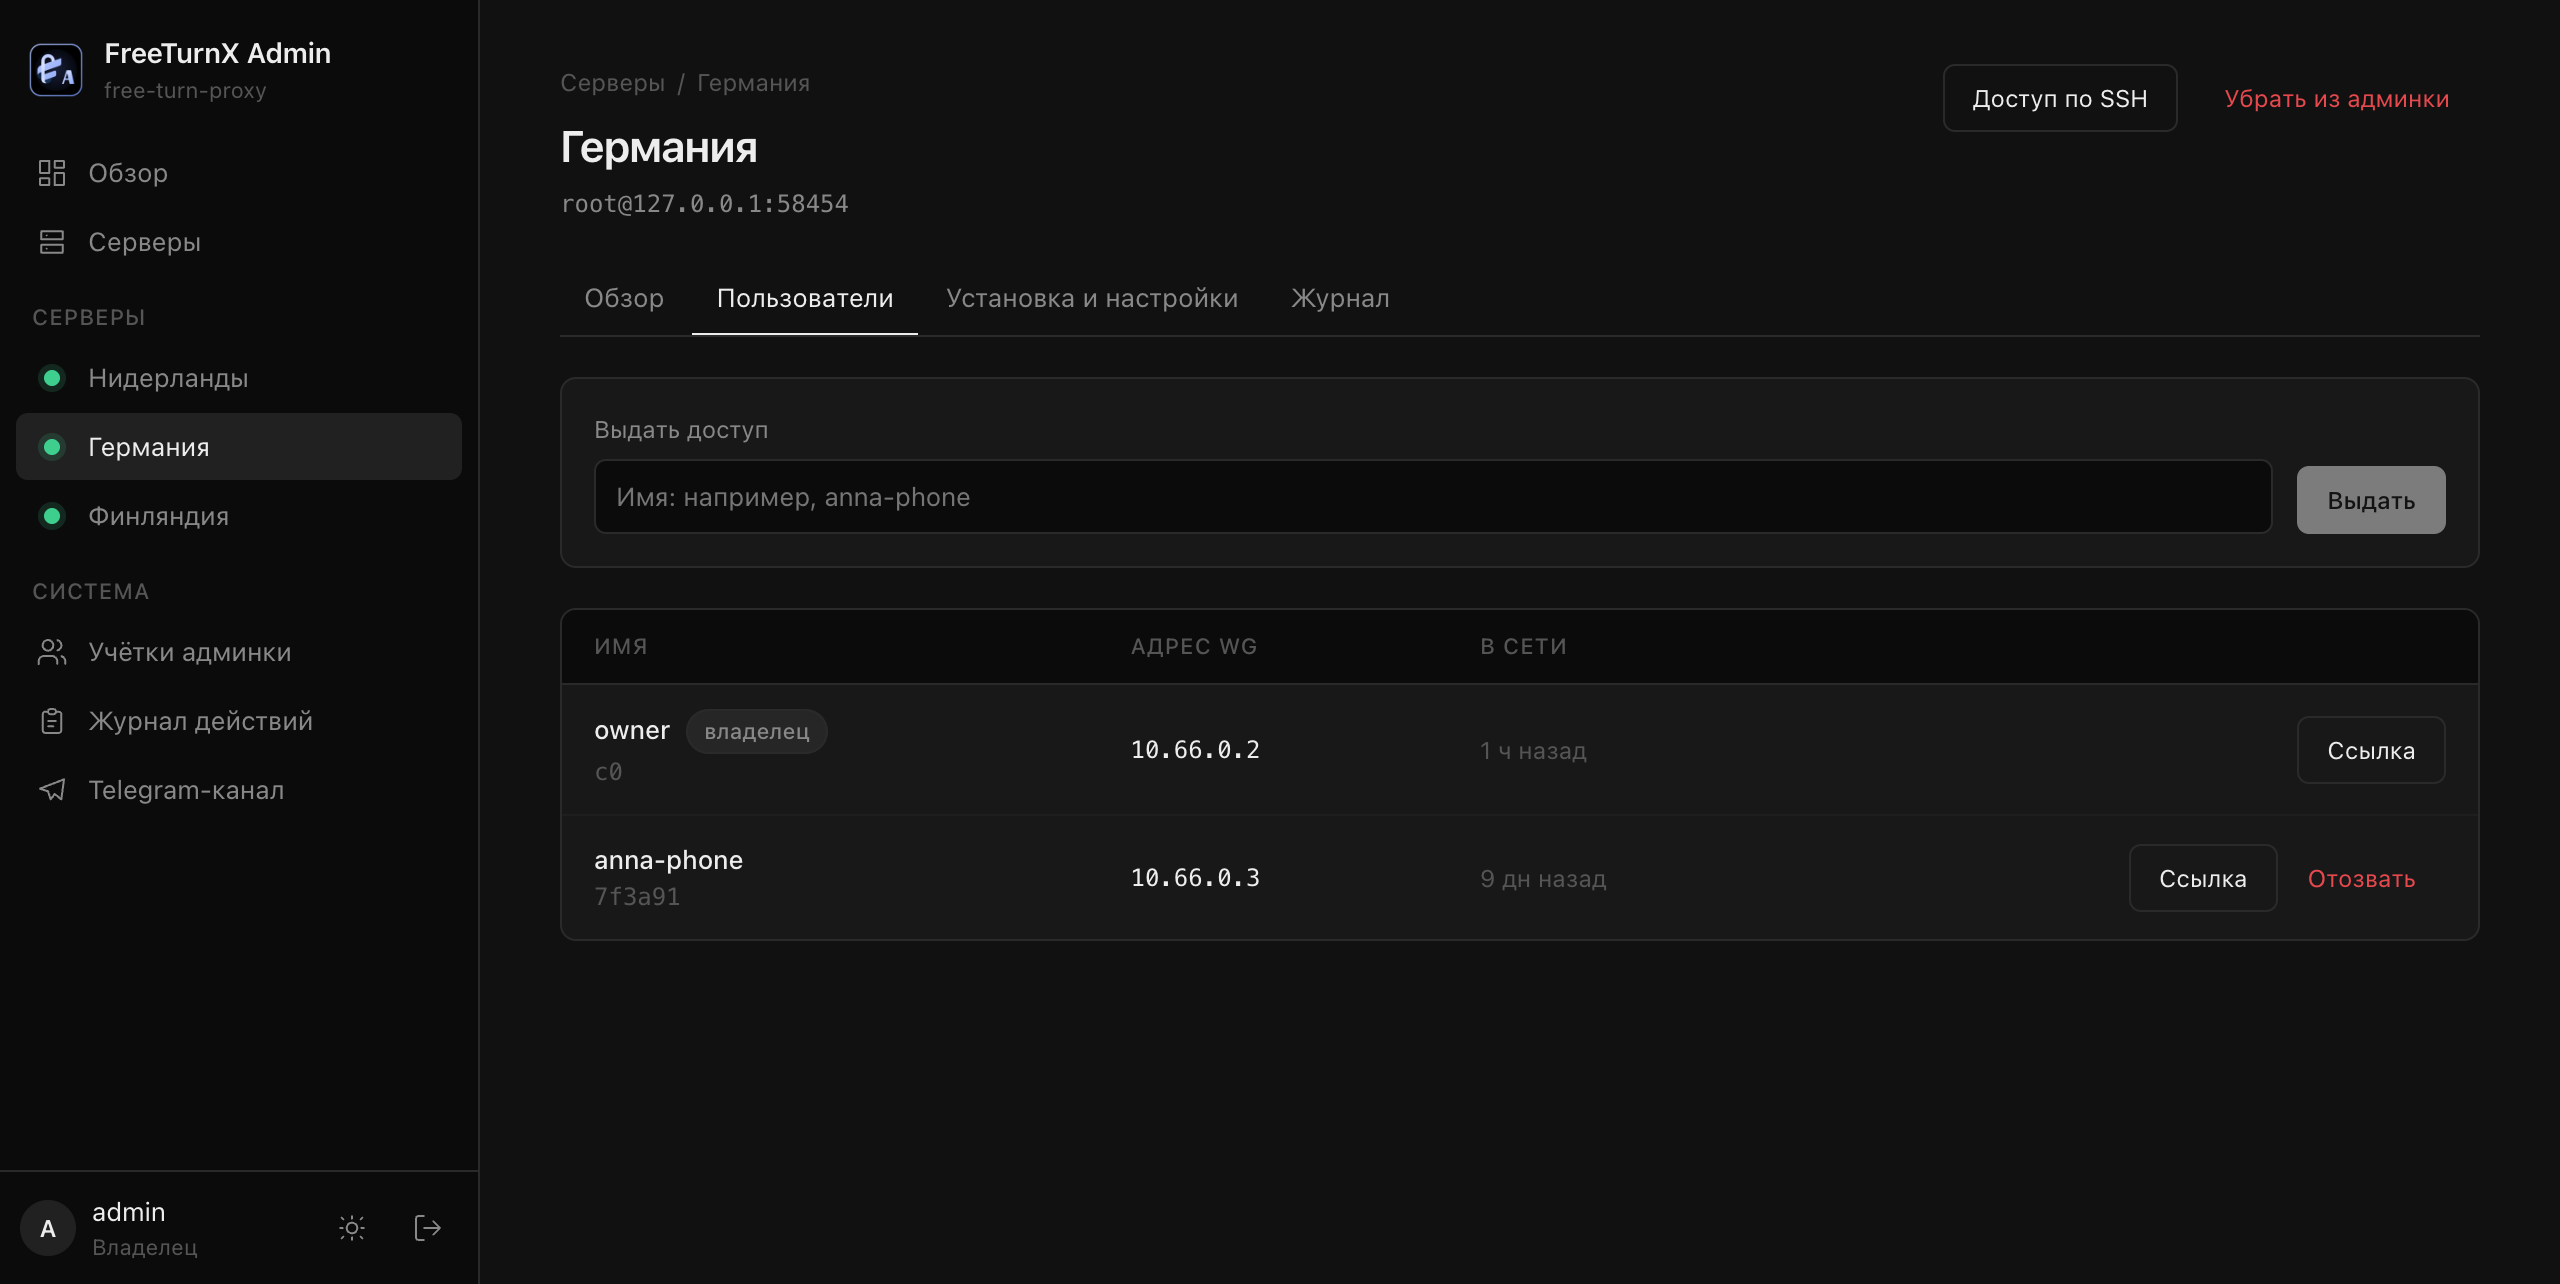 FreeTurnX Admin
free-turn-proxy
Обзор
Серверы
СЕРВЕРЫ
Нидерланды
Германия
Финляндия
СИСТЕМА
Учётки админки
Журнал действий
Telegram-канал
A
admin
Владелец
Серверы / Германия
Германия
root@127.0.0.1:58454
Доступ по SSH
Убрать из админки
Обзор Пользователи Установка и настройки Журнал
Выдать доступ
Имя: например, anna-phone
Выдать
ИМЯ АДРЕС WG В СЕТИ
owner владелец
c0
10.66.0.2
1 ч назад
Ссылка
anna-phone
7f3a91
10.66.0.3
9 дн назад
Ссылка
Отозвать